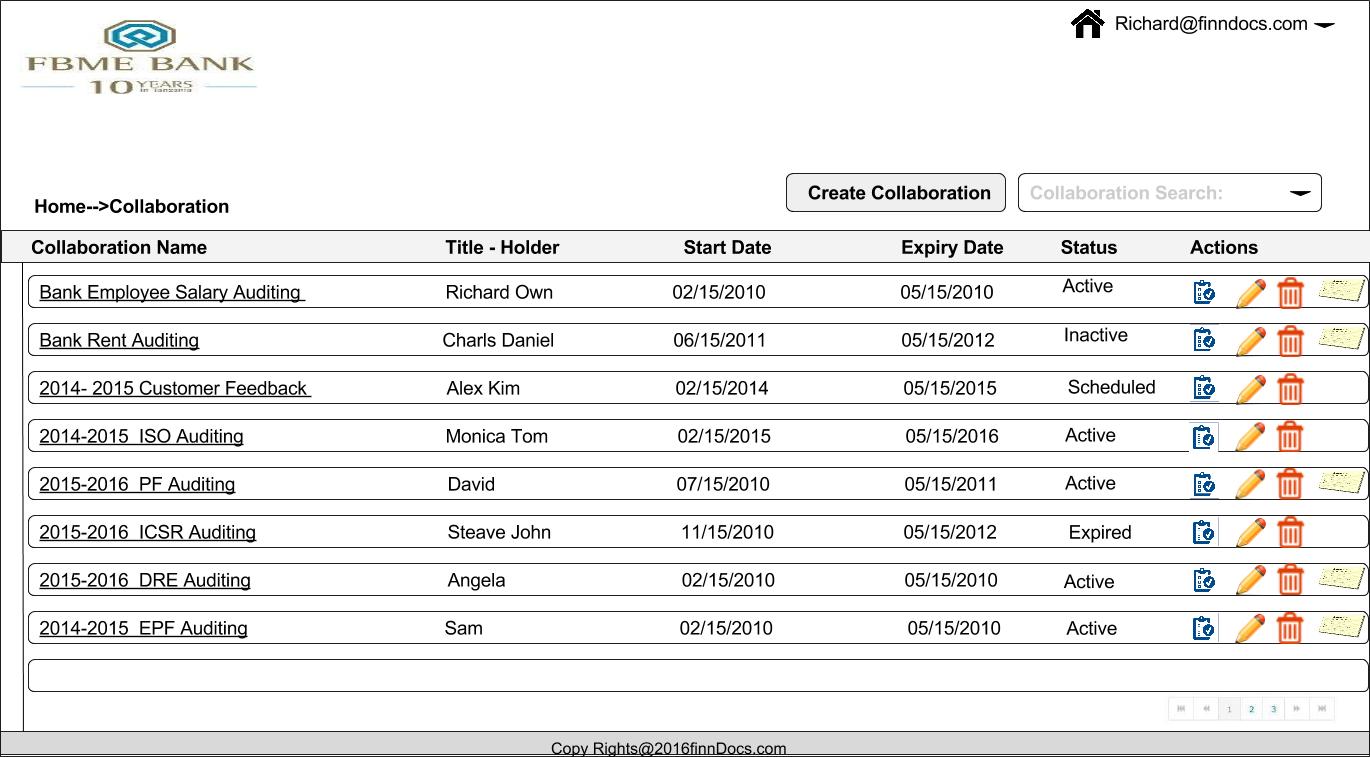 Richard@finndocs.com
FBME BANK
10 YEARS
in Tanzania
Create Collaboration
Collaboration Search:
Home-->Collaboration
Collaboration Name Title - Holder Start Date Expiry Date Status Actions
Bank Employee Salary Auditing Richard Own 02/15/2010 05/15/2010 Active
Bank Rent Auditing Charls Daniel 06/15/2011 05/15/2012 Inactive
2014- 2015 Customer Feedback Alex Kim 02/15/2014 05/15/2015 Scheduled
2014-2015 ISO Auditing Monica Tom 02/15/2015 05/15/2016 Active
2015-2016 PF Auditing David 07/15/2010 05/15/2011 Active
2015-2016 ICSR Auditing Steave John 11/15/2010 05/15/2012 Expired
2015-2016 DRE Auditing Angela 02/15/2010 05/15/2010 Active
2014-2015 EPF Auditing Sam 02/15/2010 05/15/2010 Active
1 2 3
Copy Rights@2016finnDocs.com